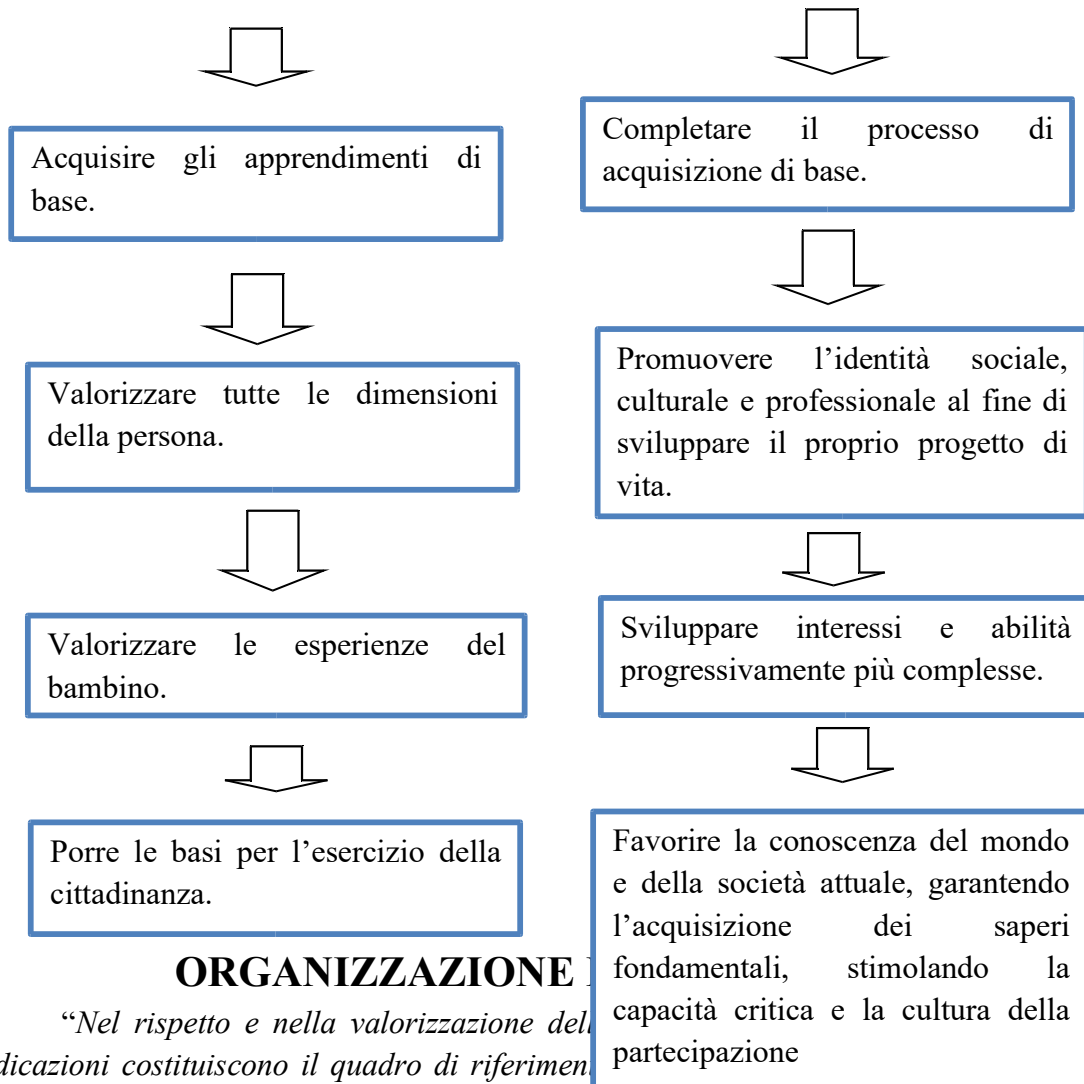 Acquisire gli apprendimenti di
base.
Valorizzare tutte le dimensioni
della persona.
Valorizzare le esperienze del
bambino.
Porre le basi per l’esercizio della
cittadinanza.
Completare il processo di
acquisizione di base.
Promuovere l’identità sociale,
culturale e professionale al fine di
sviluppare il proprio progetto di
vita.
Sviluppare interessi e abilità
progressivamente più complesse.
Favorire la conoscenza del mondo
e della società attuale, garantendo
l’acquisizione dei saperi
fondamentali, stimolando la
capacità critica e la cultura della
partecipazione
ORGANIZZAZIONE
“Nel rispetto e nella valorizzazione
costituiscono il quadro di